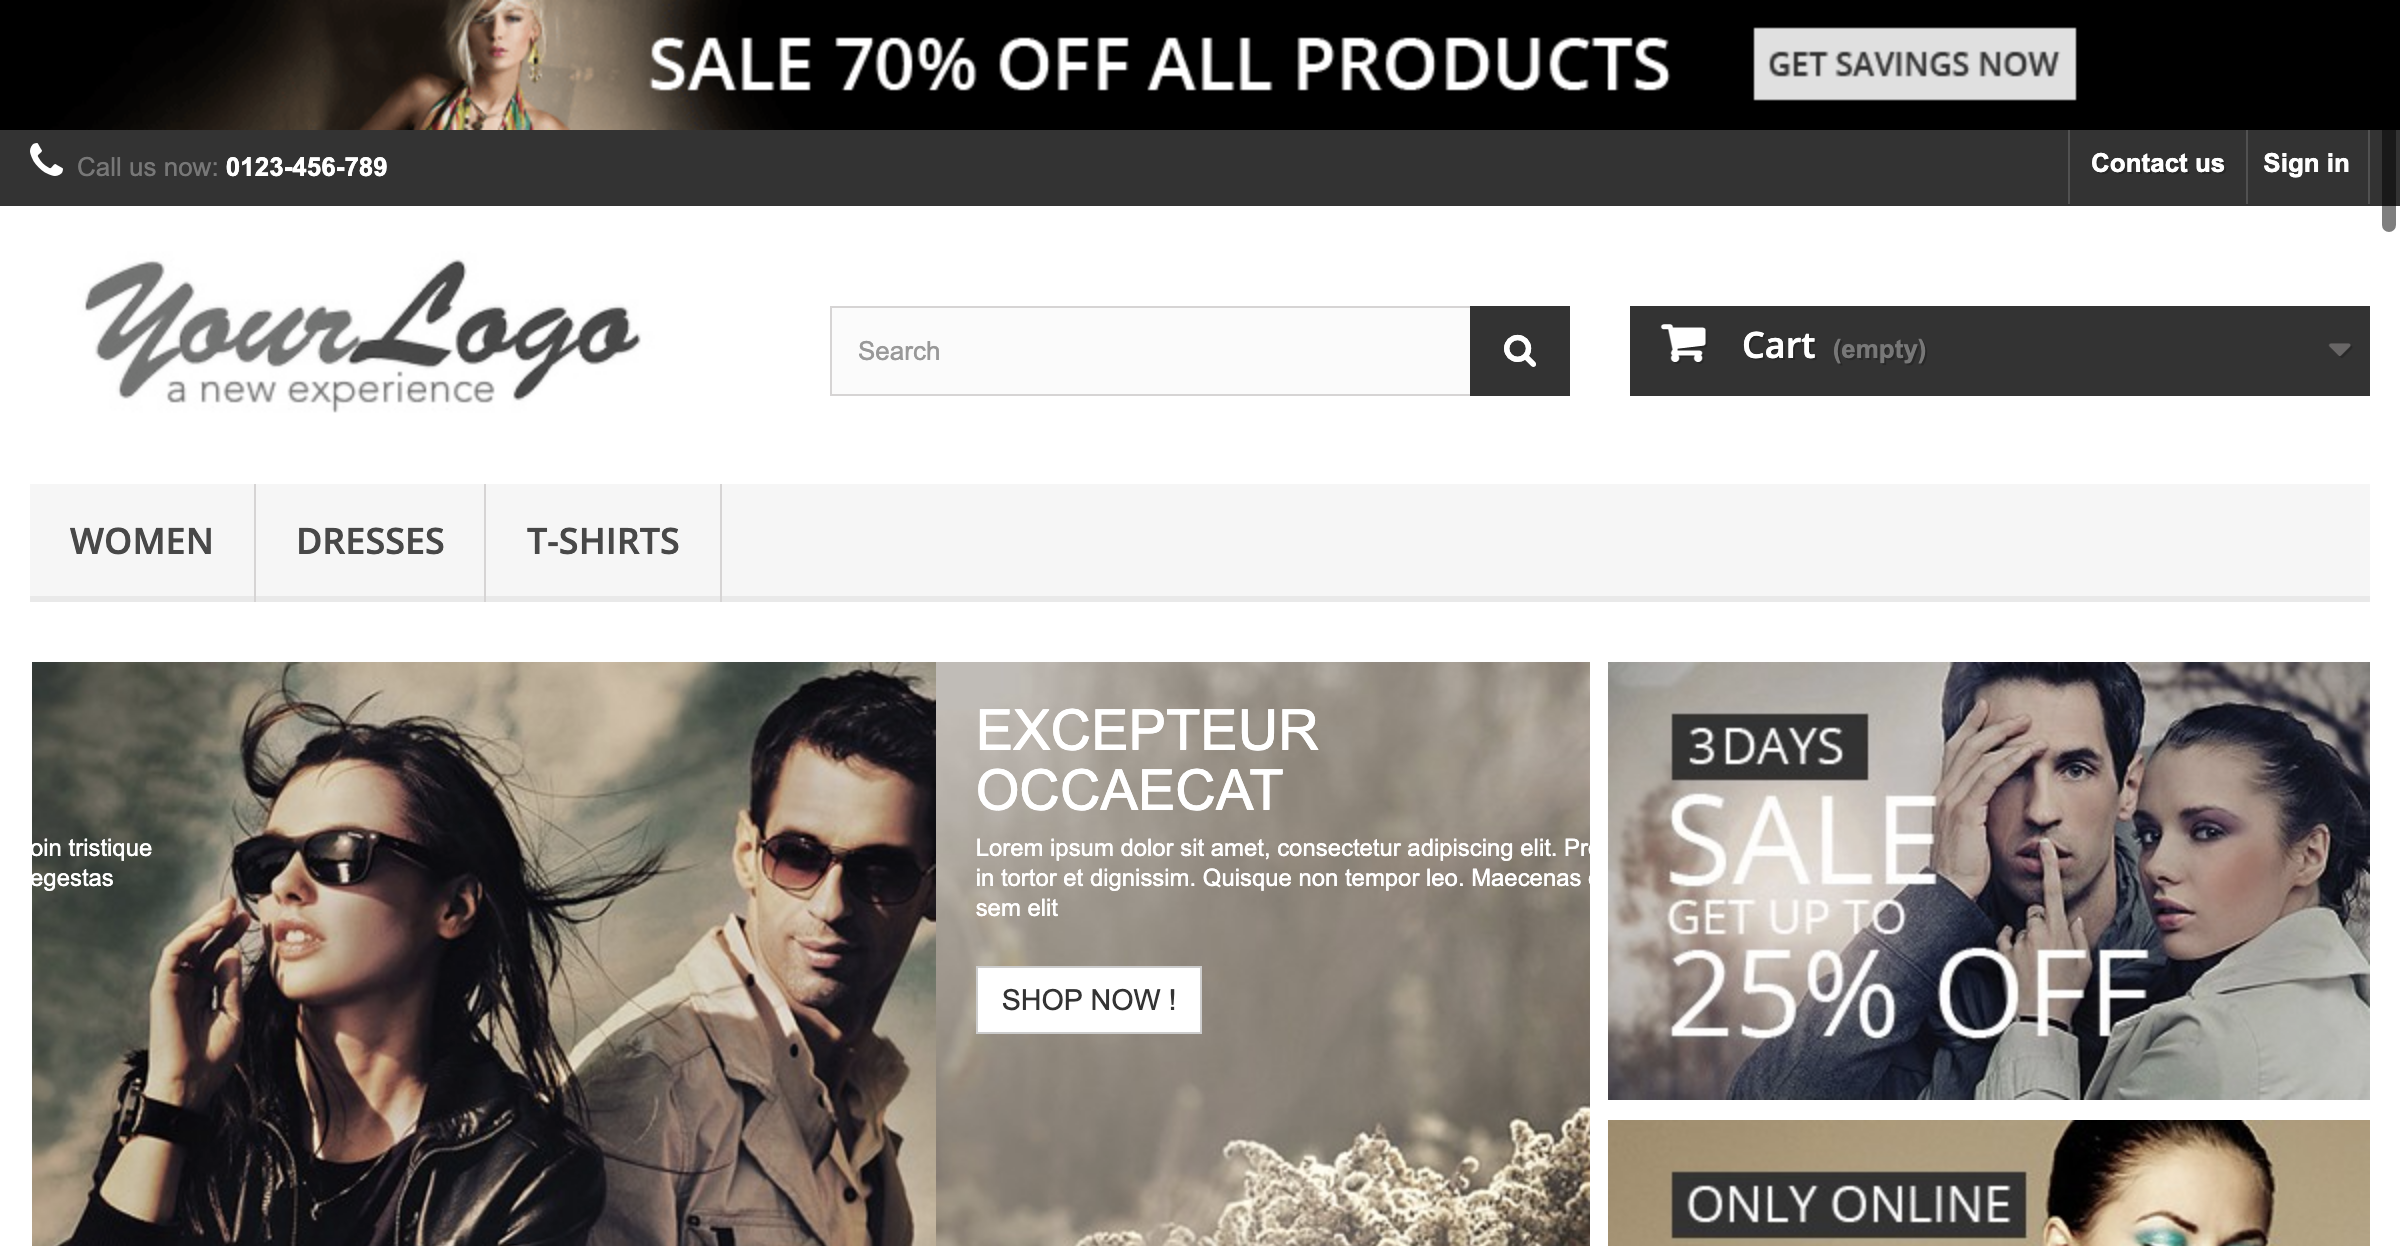 SALE 70% OFF ALL PRODUCTS
GET SAVINGS NOW
Call us now: 0123-456-789
Contact us
Sign in
YourLogo
a new experience
Search
Cart (empty)
WOMEN
DRESSES
T-SHIRTS
oin tristique
egestas
EXCEPTEUR
OCCAECAT
Lorem ipsum dolor sit amet, consectetur adipiscing elit. Pr
in tortor et dignissim. Quisque non tempor leo. Maecenas
sem elit
SHOP NOW !
3 DAYS
SALE
GET UP TO
25% OFF
ONLY ONLINE